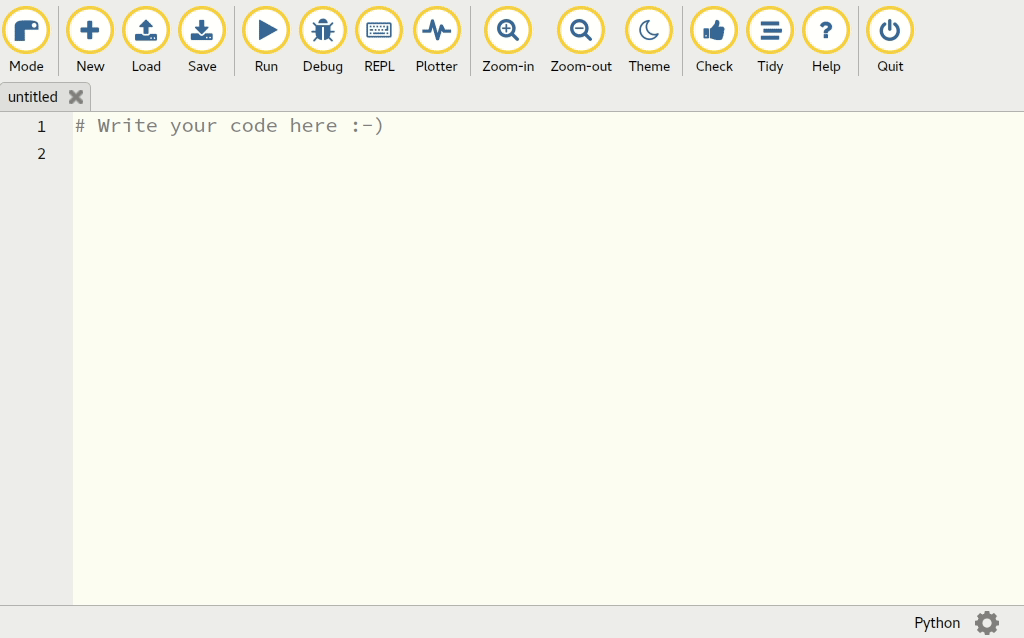 Mode New Load Save Run Debug REPL Plotter Zoom-in Zoom-out Theme Check Tidy Help Quit
untitled
1 # Write your code here :-)
2
Python